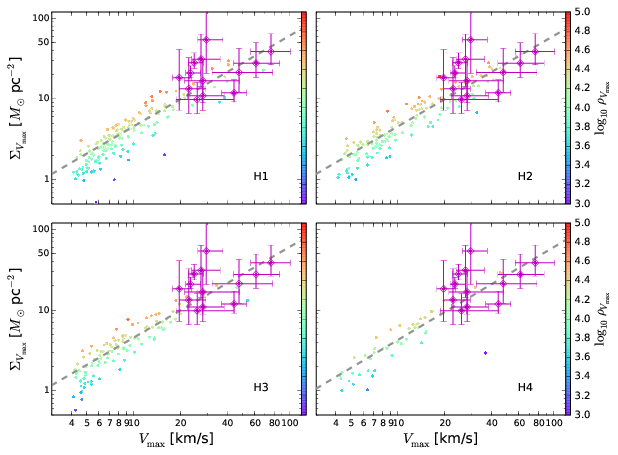 100
10
1
Σ_{V_max} [M_⊙ pc^{−2}]
H1
H2
5.0
4.8
4.6
4.4
4.2
4.0
3.8
3.6
3.4
3.2
3.0
log_{10} ρ_{V_max}
100
10
1
Σ_{V_max} [M_⊙ pc^{−2}]
H3
H4
5.0
4.8
4.6
4.4
4.2
4.0
3.8
3.6
3.4
3.2
3.0
log_{10} ρ_{V_max}
4 5 6 7 8 9 10 20 40 60 80 100
4 5 6 7 8 9 10 20 40 60 80 100
V_max [km/s]
V_max [km/s]